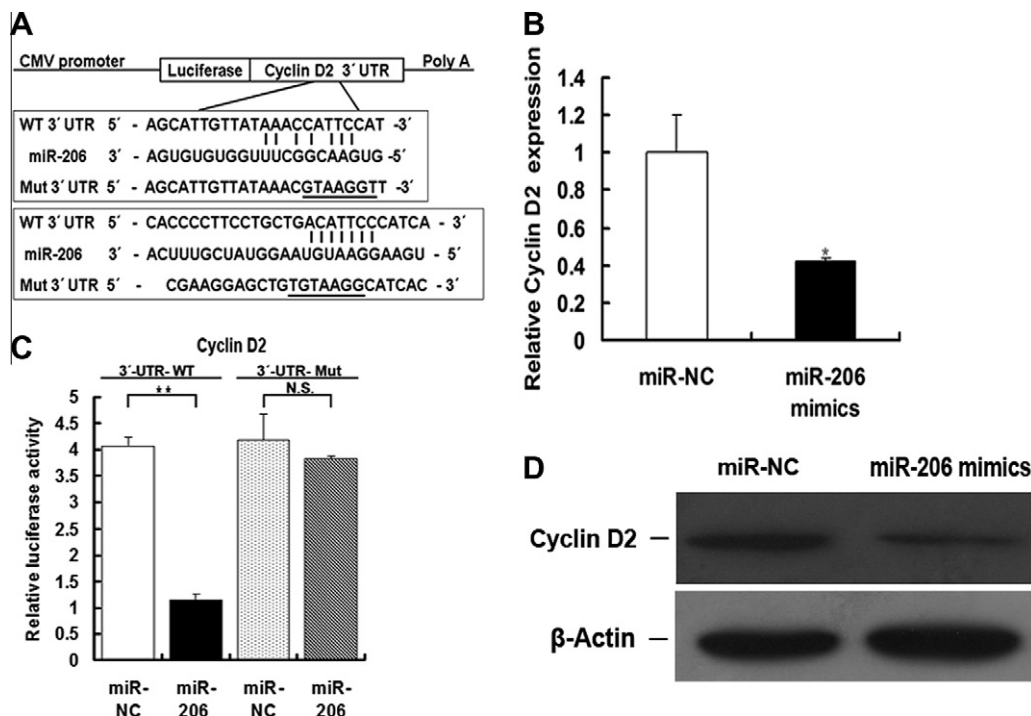 A
CMV promoter Luciferase Cyclin D2 3´ UTR Poly A
WT 3´ UTR 5´ - AGCATTGTTATAAACCATTCCAT -3´
miR-206 3´ AGUGUGUGGUUUCGGCAAGUG -5´
Mut 3´ UTR 5´ - AGCATTGTTATAAACGTAAGGTT -3´
WT 3´ UTR 5´ - CACCCCTTCCTGCTGACATTCCCATCA - 3´
miR-206 3´ - ACUUUGCUAUGGAAUGUAAGGAAGU - 5´
Mut 3´ UTR 5´ - CGAAGGAGCTGTGTAAGGCATCAC - 3´
B
Relative Cyclin D2 expression
1.4
1.2
1
0.8
0.6
0.4
0.2
0
*
miR-NC
miR-206
mimics
C
Cyclin D2
3´-UTR- WT
3´-UTR- Mut
**
N.S.
Relative luciferase activity
5
4.5
4
3.5
3
2.5
2
1.5
1
0.5
0
miR-
NC
miR-
206
miR-
NC
miR-
206
D
miR-NC miR-206 mimics
Cyclin D2 –
β-Actin –